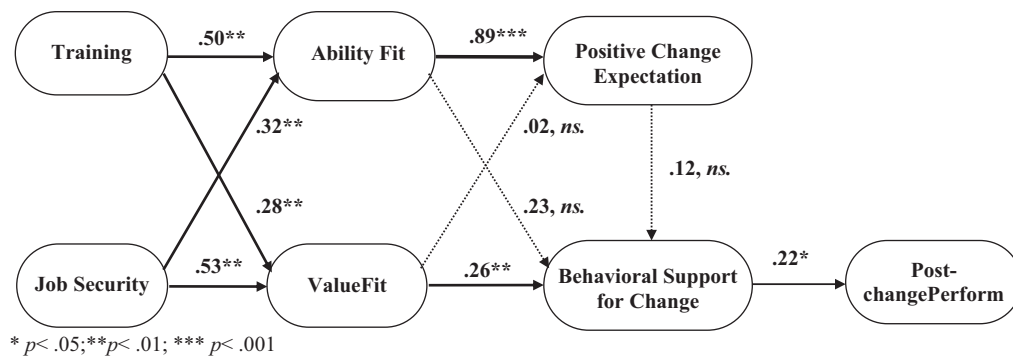 .50**
.89***
Training
Ability Fit
Positive Change
Expectation
.32**
.02, ns.
.12, ns.
.28**
.23, ns.
.53**
.26**
.22*
Job Security
ValueFit
Behavioral Support
for Change
Post-
changePerform
* p< .05;**p< .01; *** p< .001